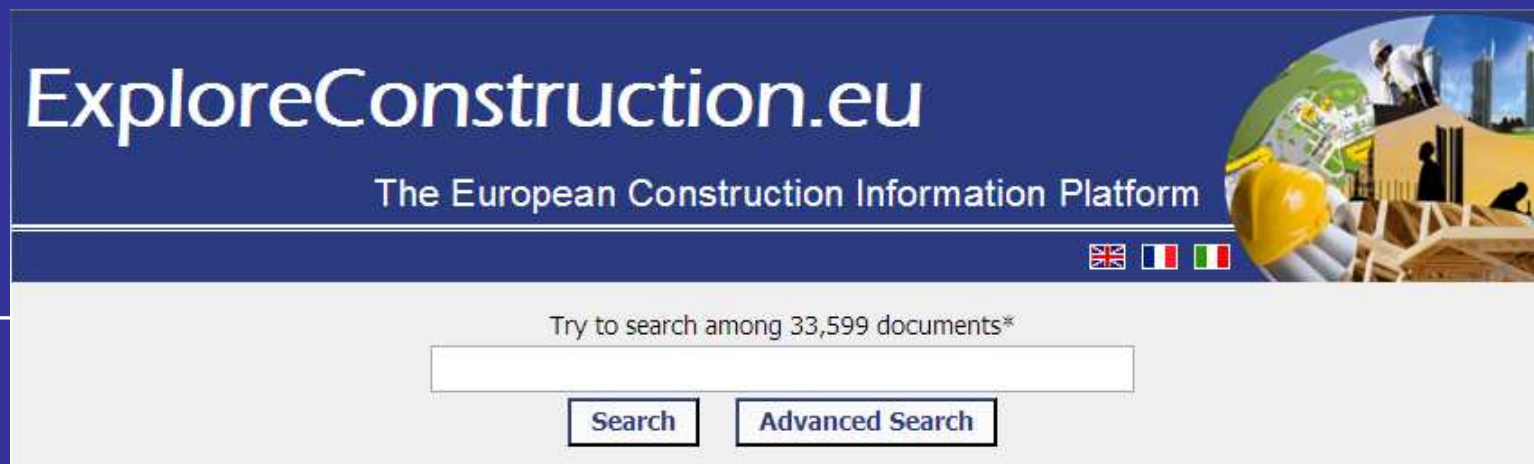 ExploreConstruction.eu
The European Construction Information Platform
Try to search among 33,599 documents*
Search Advanced Search